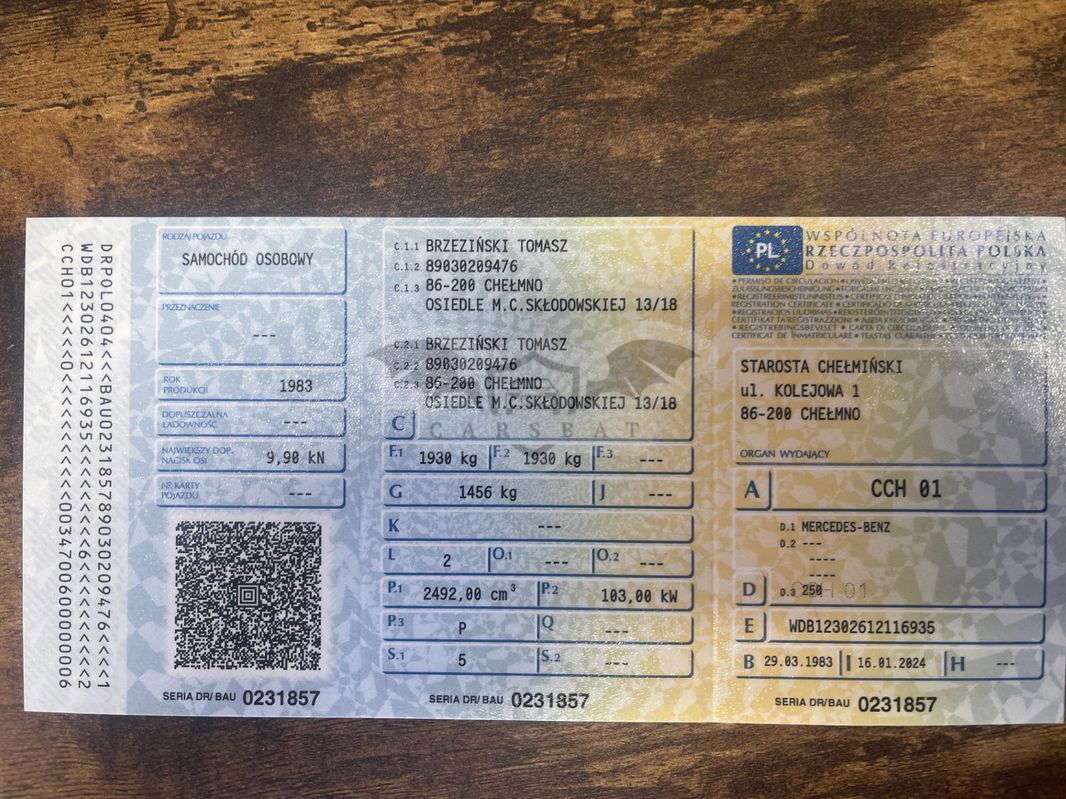 DRPOL0404<<BAU023185789030209476<<<<<1
WDB12302612116935<<<<<<<<6<<<<<<<<<<<2
RODZAJ POJAZDU
SAMOCHÓD OSOBOWY
PRZEZNACZENIE
---
ROK PRODUKCJI 1983
DOPUSZCZALNA ŁADOWNOŚĆ ---
NAJWIĘKSZY DOP. NACISK OSI 9,90 kN
NR KARTY POJAZDU ---
SERIA DR/BAU 0231857
C.1.1 BRZEZIŃSKI TOMASZ
C.1.2 89030209476
C.1.3 86-200 CHEŁMNO
OSIEDLE M.C.SKŁODOWSKIEJ 13/18
C.2.1 BRZEZIŃSKI TOMASZ
C.2.2 89030209476
C.2.3 86-200 CHEŁMNO
OSIEDLE M.C.SKŁODOWSKIEJ 13/18
C
CARSBAT
F.1 1930 kg F.2 1930 kg F.3 ---
G 1456 kg J ---
K ---
L 2 O.1 --- O.2 ---
P.1 2492,00 cm³ P.2 103,00 kW
P.3 P Q ---
S.1 5 S.2 ---
SERIA DR/BAU 0231857
PL
WSPÓLNOTA EUROPEJSKA
RZECZPOSPOLITA POLSKA
Dowód Rejestracyjny
STAROSTA CHEŁMIŃSKI
ul. KOLEJOWA 1
86-200 CHEŁMNO
ORGAN WYDAJĄCY
A CCH 01
D.1 MERCEDES-BENZ
D.2 ---
----
----
D D.3 250
E WDB12302612116935
B 29.03.1983 I 16.01.2024 H ---
SERIA DR/BAU 0231857